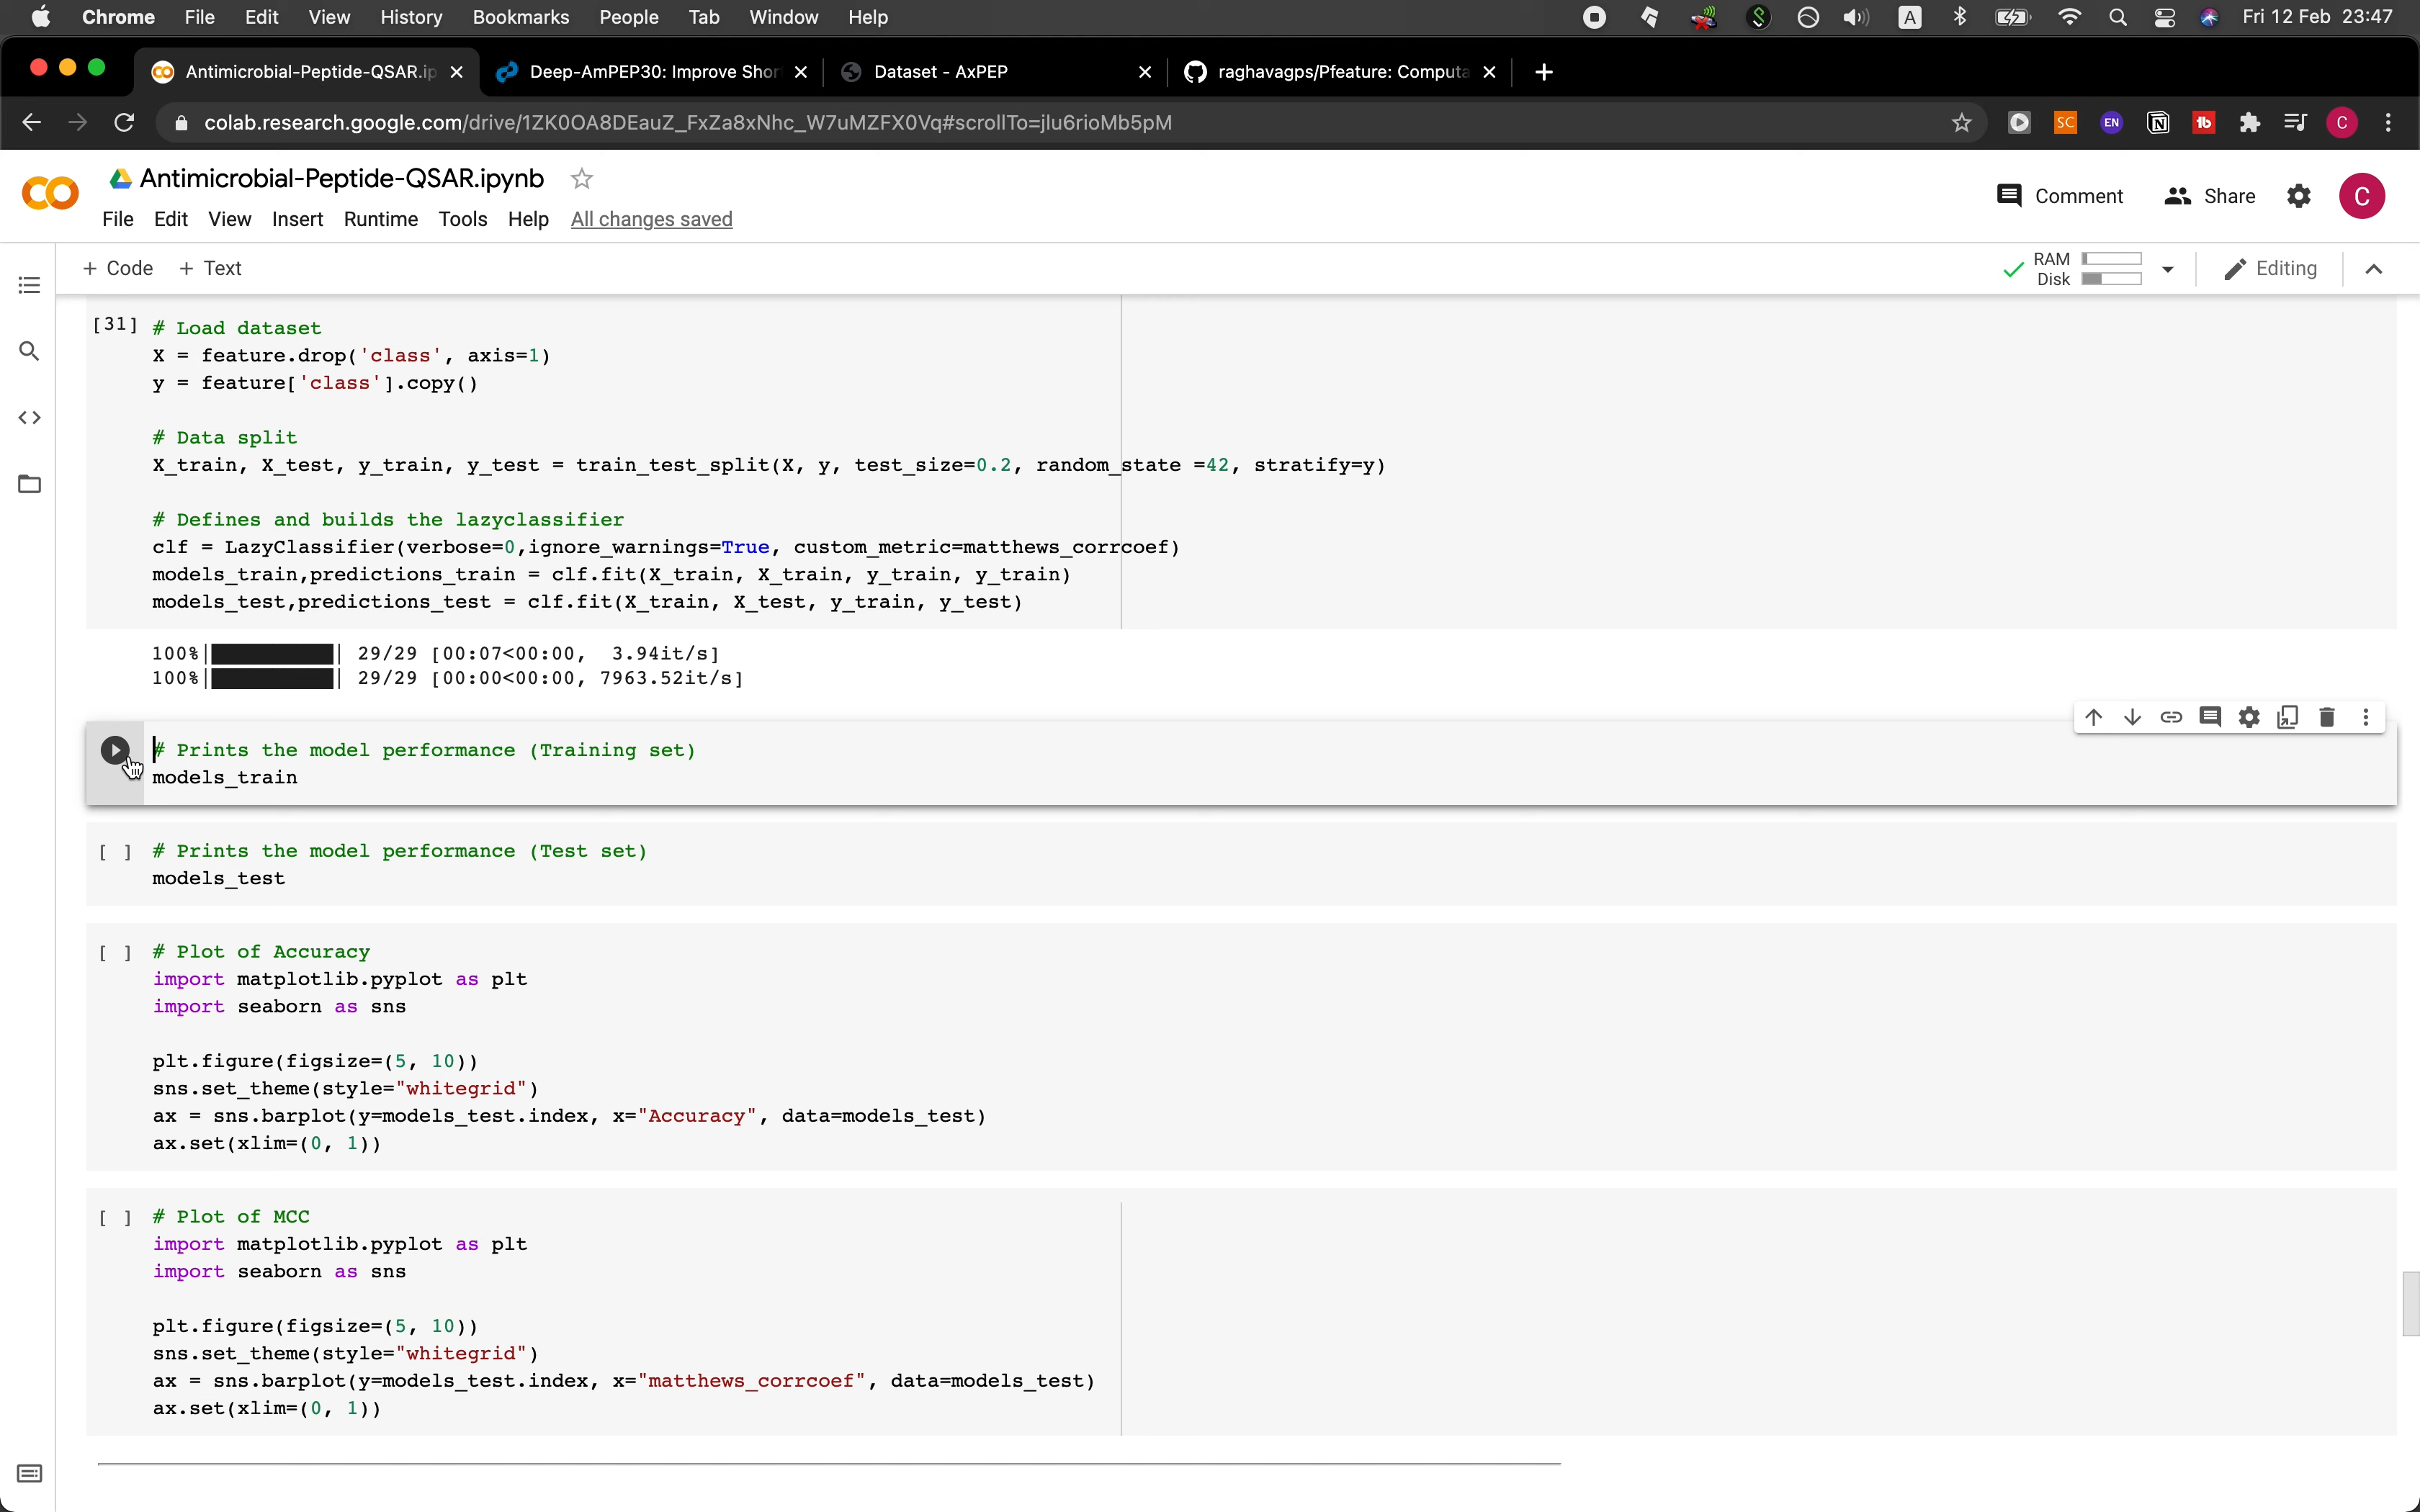 Chrome File Edit View History Bookmarks People Tab Window Help A Fri 12 Feb 23:47
Antimicrobial-Peptide-QSAR.ip Deep-AmPEP30: Improve Shor Dataset - AxPEP raghavagps/Pfeature: Computa
colab.research.google.com/drive/1ZK0OA8DEauZ_FxZa8xNhc_W7uMZFX0Vq#scrollTo=jlu6rioMb5pM SC EN 1b C
Antimicrobial-Peptide-QSAR.ipynb
Comment Share C
File Edit View Insert Runtime Tools Help All changes saved
+ Code + Text RAM Disk Editing
[31] # Load dataset
X = feature.drop('class', axis=1)
y = feature['class'].copy()
# Data split
X_train, X_test, y_train, y_test = train_test_split(X, y, test_size=0.2, random_state =42, stratify=y)
# Defines and builds the lazyclassifier
clf = LazyClassifier(verbose=0,ignore_warnings=True, custom_metric=matthews_corrcoef)
models_train,predictions_train = clf.fit(X_train, X_train, y_train, y_train)
models_test,predictions_test = clf.fit(X_train, X_test, y_train, y_test)
100%|██████████| 29/29 [00:07<00:00, 3.94it/s]
100%|██████████| 29/29 [00:00<00:00, 7963.52it/s]
# Prints the model performance (Training set)
models_train
[ ] # Prints the model performance (Test set)
models_test
[ ] # Plot of Accuracy
import matplotlib.pyplot as plt
import seaborn as sns
plt.figure(figsize=(5, 10))
sns.set_theme(style="whitegrid")
ax = sns.barplot(y=models_test.index, x="Accuracy", data=models_test)
ax.set(xlim=(0, 1))
[ ] # Plot of MCC
import matplotlib.pyplot as plt
import seaborn as sns
plt.figure(figsize=(5, 10))
sns.set_theme(style="whitegrid")
ax = sns.barplot(y=models_test.index, x="matthews_corrcoef", data=models_test)
ax.set(xlim=(0, 1))